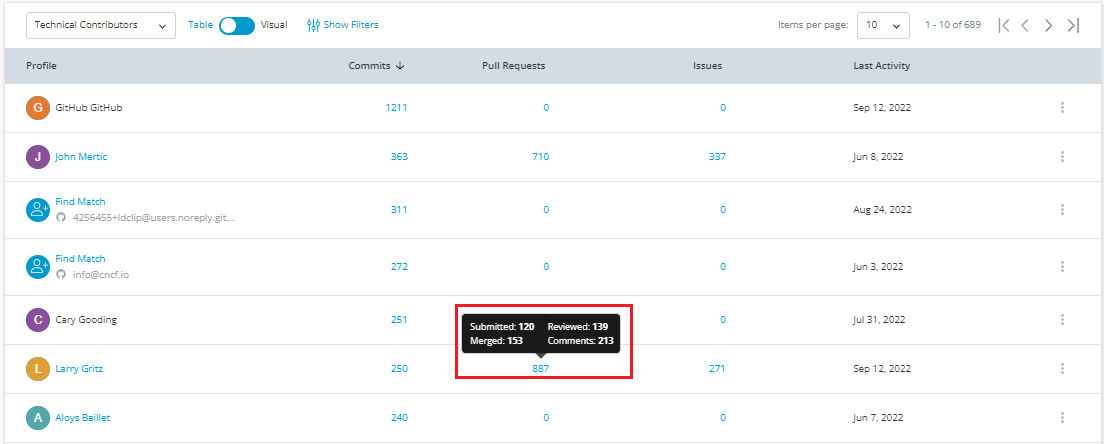 Technical Contributors Table Visual Show Filters Items per page: 10 1 - 10 of 689
Profile Commits Pull Requests Issues Last Activity
G GitHub GitHub 1211 0 0 Sep 12, 2022
J John Mertic 363 710 337 Jun 8, 2022
Find Match
4256455+ldclip@users.noreply.git... 311 0 0 Aug 24, 2022
Find Match
info@cncf.io 272 0 0 Jun 3, 2022
C Cary Gooding 251 0 Jul 31, 2022
Submitted: 120 Reviewed: 139
Merged: 153 Comments: 213
L Larry Gritz 250 887 271 Sep 12, 2022
A Aloys Baillet 240 0 0 Jun 7, 2022